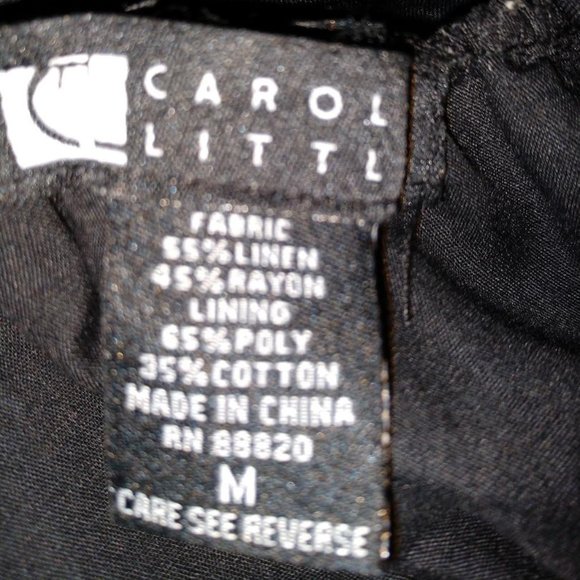 CAROL
LITTL
FABRIC
55%LINEN
45%RAYON
LINING
65%POLY
35%COTTON
MADE IN CHINA
RN 88820
M
CARE SEE REVERSE